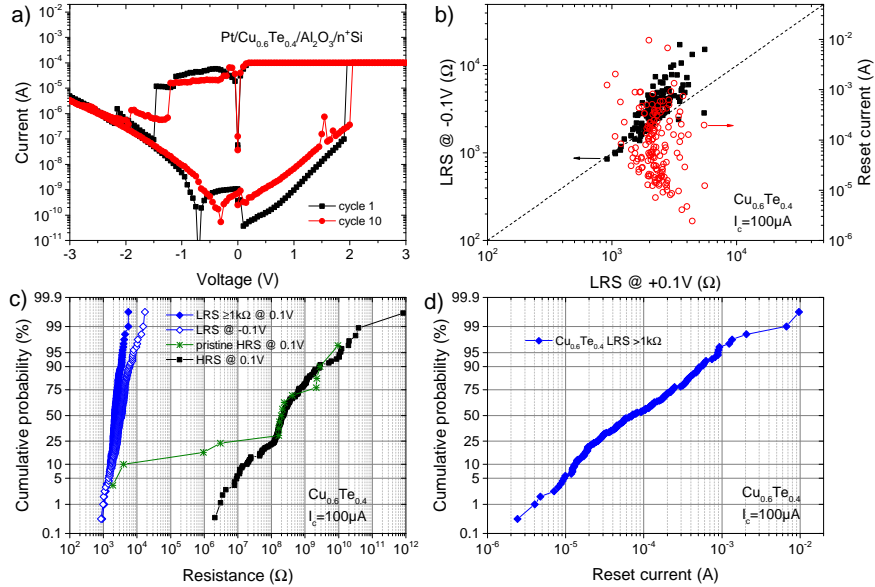 a)
Pt/Cu0.6Te0.4/Al2O3/n+Si
10-3
10-4
10-5
10-6
10-7
10-8
10-9
10-10
10-11
10-2
10-1
100
101
102
Current (A)
-3 -2 -1 0 1 2 3
Voltage (V)
cycle 1
cycle 10
b)
LRS @ -0.1V (Ω)
104
103
102
Reset current (A)
10-2
10-3
10-4
10-5
10-6
Cu0.6Te0.4
Ic=100µA
102 103 104
LRS @ +0.1V (Ω)
c)
Cumulative probability (%)
99.9
99
95
90
75
50
25
10
5
1
0.1
LRS ≥1kΩ @ 0.1V
LRS @ -0.1V
pristine HRS @ 0.1V
HRS @ 0.1V
Cu0.6Te0.4
Ic=100µA
102 103 104 105 106 107 108 109 1010 1011 1012
Resistance (Ω)
d)
Cumulative probability (%)
99.9
99
95
90
75
50
25
10
5
1
0.1
Cu0.6Te0.4 LRS >1kΩ
Cu0.6Te0.4
Ic=100µA
10-6 10-5 10-4 10-3 10-2
Reset current (A)